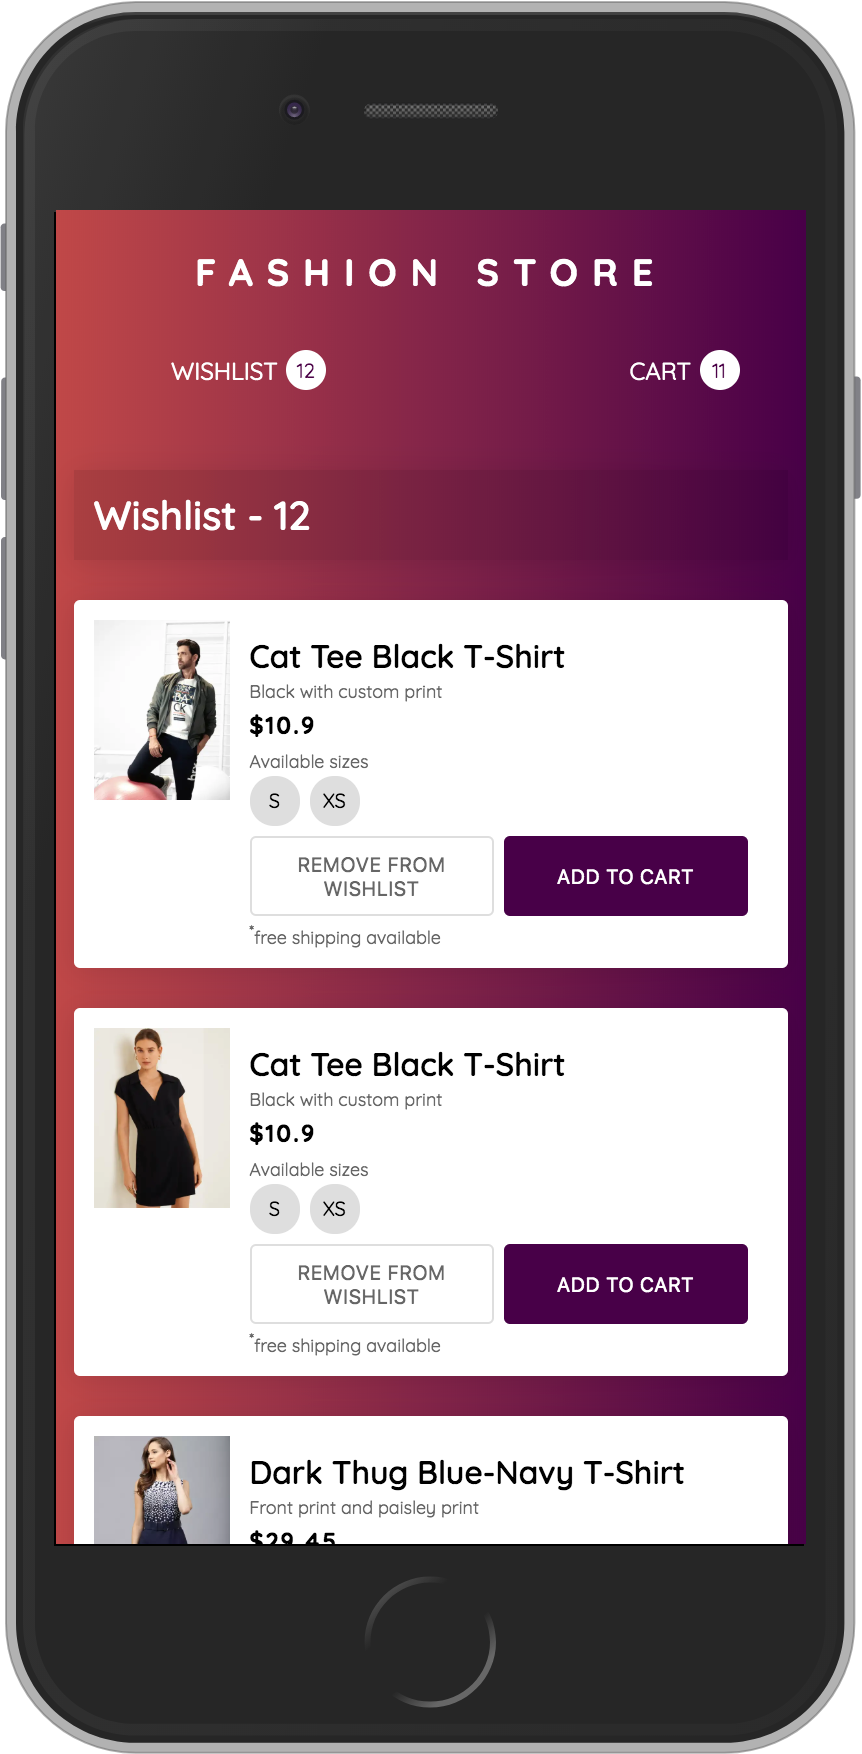 FASHION STORE
WISHLIST 12
CART 11
Wishlist - 12
Cat Tee Black T-Shirt
Black with custom print
$10.9
Available sizes
S XS
REMOVE FROM
WISHLIST
ADD TO CART
*free shipping available
Cat Tee Black T-Shirt
Black with custom print
$10.9
Available sizes
S XS
REMOVE FROM
WISHLIST
ADD TO CART
*free shipping available
Dark Thug Blue-Navy T-Shirt
Front print and paisley print
$29.45